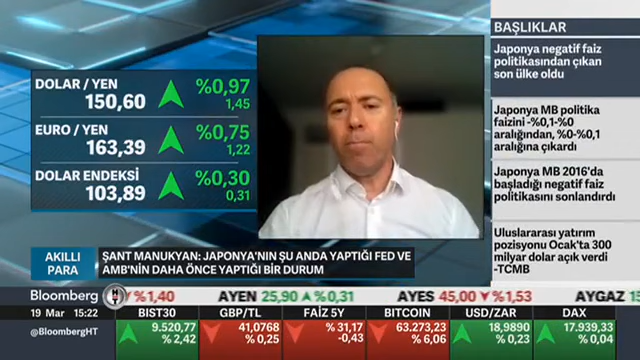 BAŞLIKLAR
Japonya negatif faiz
politikasından çıkan
son ülke oldu
Japonya MB politika
faizini -%0,1-%0
aralığından, %0-%0,1
aralığına çıkardı
Japonya MB 2016'da
başladığı negatif faiz
politikasını sonlandırdı
Uluslararası yatırım
pozisyonu Ocak'ta 300
milyar dolar açık verdi
-TCMB
DOLAR / YEN
150,60
%0,97
1,45
EURO / YEN
163,39
%0,75
1,22
DOLAR ENDEKSİ
103,89
%0,30
0,31
AKILLI
PARA
ŞANT MANUKYAN: JAPONYA'NIN ŞU ANDA YAPTIĞI FED VE
AMB'NİN DAHA ÖNCE YAPTIĞI BİR DURUM
Bloomberg HT
%1,40 AYEN 25,90 %0,31 AYES 45,00 %1,53 AYGAZ
19 Mar 15:22
@BloombergHT
BIST30
9.520,77
% 2,42
GBP/TL
41,0768
% 0,25
FAİZ 5Y
% 31,17
-0,43
BITCOIN
63.273,23
% 6,06
USD/ZAR
18,9890
% 0,23
DAX
17.939,33
% 0,04